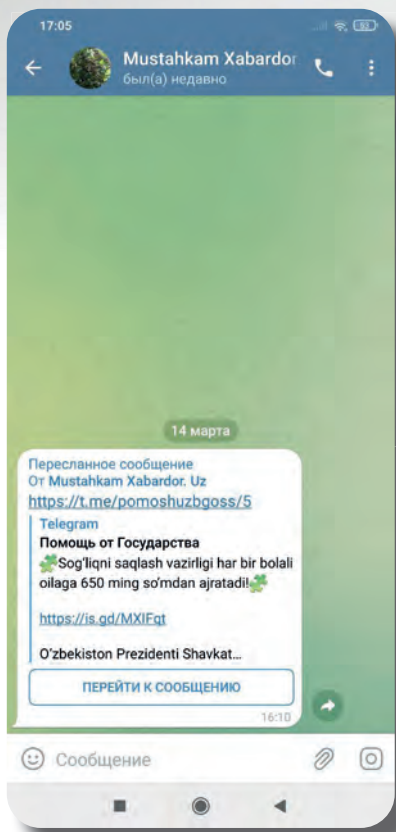 17:05
93
Mustahkam Xabardor
был(а) недавно
14 марта
Пересланное сообщение
От Mustahkam Xabardor. Uz
https://t.me/pomoshuzbgoss/5
Telegram
Помощь от Государства
Sog'liqni saqlash vazirligi har bir bolali
oilaga 650 ming so'mdan ajratadi!
https://is.gd/MXIFqt
O'zbekiston Prezidenti Shavkat...
ПЕРЕЙТИ К СООБЩЕНИЮ
16:10
Сообщение